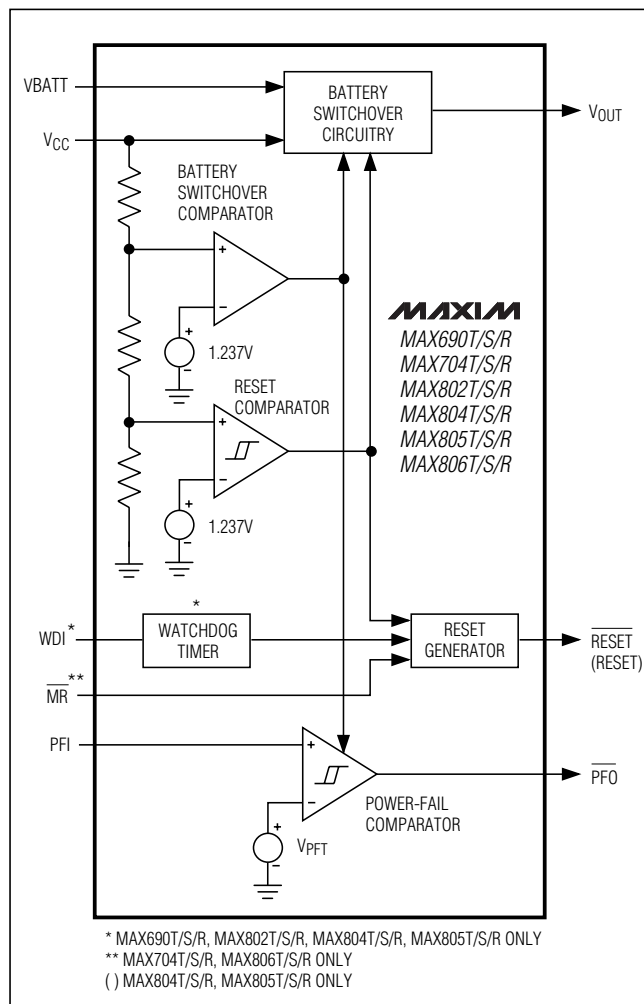 VBATT
BATTERY
SWITCHOVER
CIRCUITRY
VOUT
VCC
BATTERY
SWITCHOVER
COMPARATOR
+
−
+
−
1.237V
MAXIM
MAX690T/S/R
MAX704T/S/R
MAX802T/S/R
MAX804T/S/R
MAX805T/S/R
MAX806T/S/R
RESET
COMPARATOR
+
−
+
−
1.237V
*
WDI*
WATCHDOG
TIMER
RESET
GENERATOR
RESET
(RESET)
MR**
PFI
+
−
PFO
POWER-FAIL
COMPARATOR
+
−
VPFT
* MAX690T/S/R, MAX802T/S/R, MAX804T/S/R, MAX805T/S/R ONLY
** MAX704T/S/R, MAX806T/S/R ONLY
( ) MAX804T/S/R, MAX805T/S/R ONLY